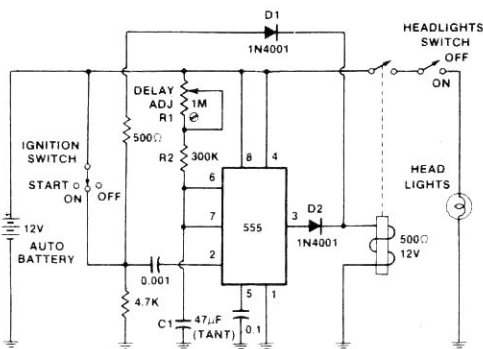 D1
1N4001
HEADLIGHTS
SWITCH
OFF
ON
DELAY
ADJ
R1
1M
500Ω
R2
300K
8
4
IGNITION
SWITCH
START
ON
OFF
6
7
2
555
3
D2
1N4001
HEAD
LIGHTS
12V
AUTO
BATTERY
500Ω
12V
0.001
5
1
4.7K
C1
47µF
(TANT)
0.1